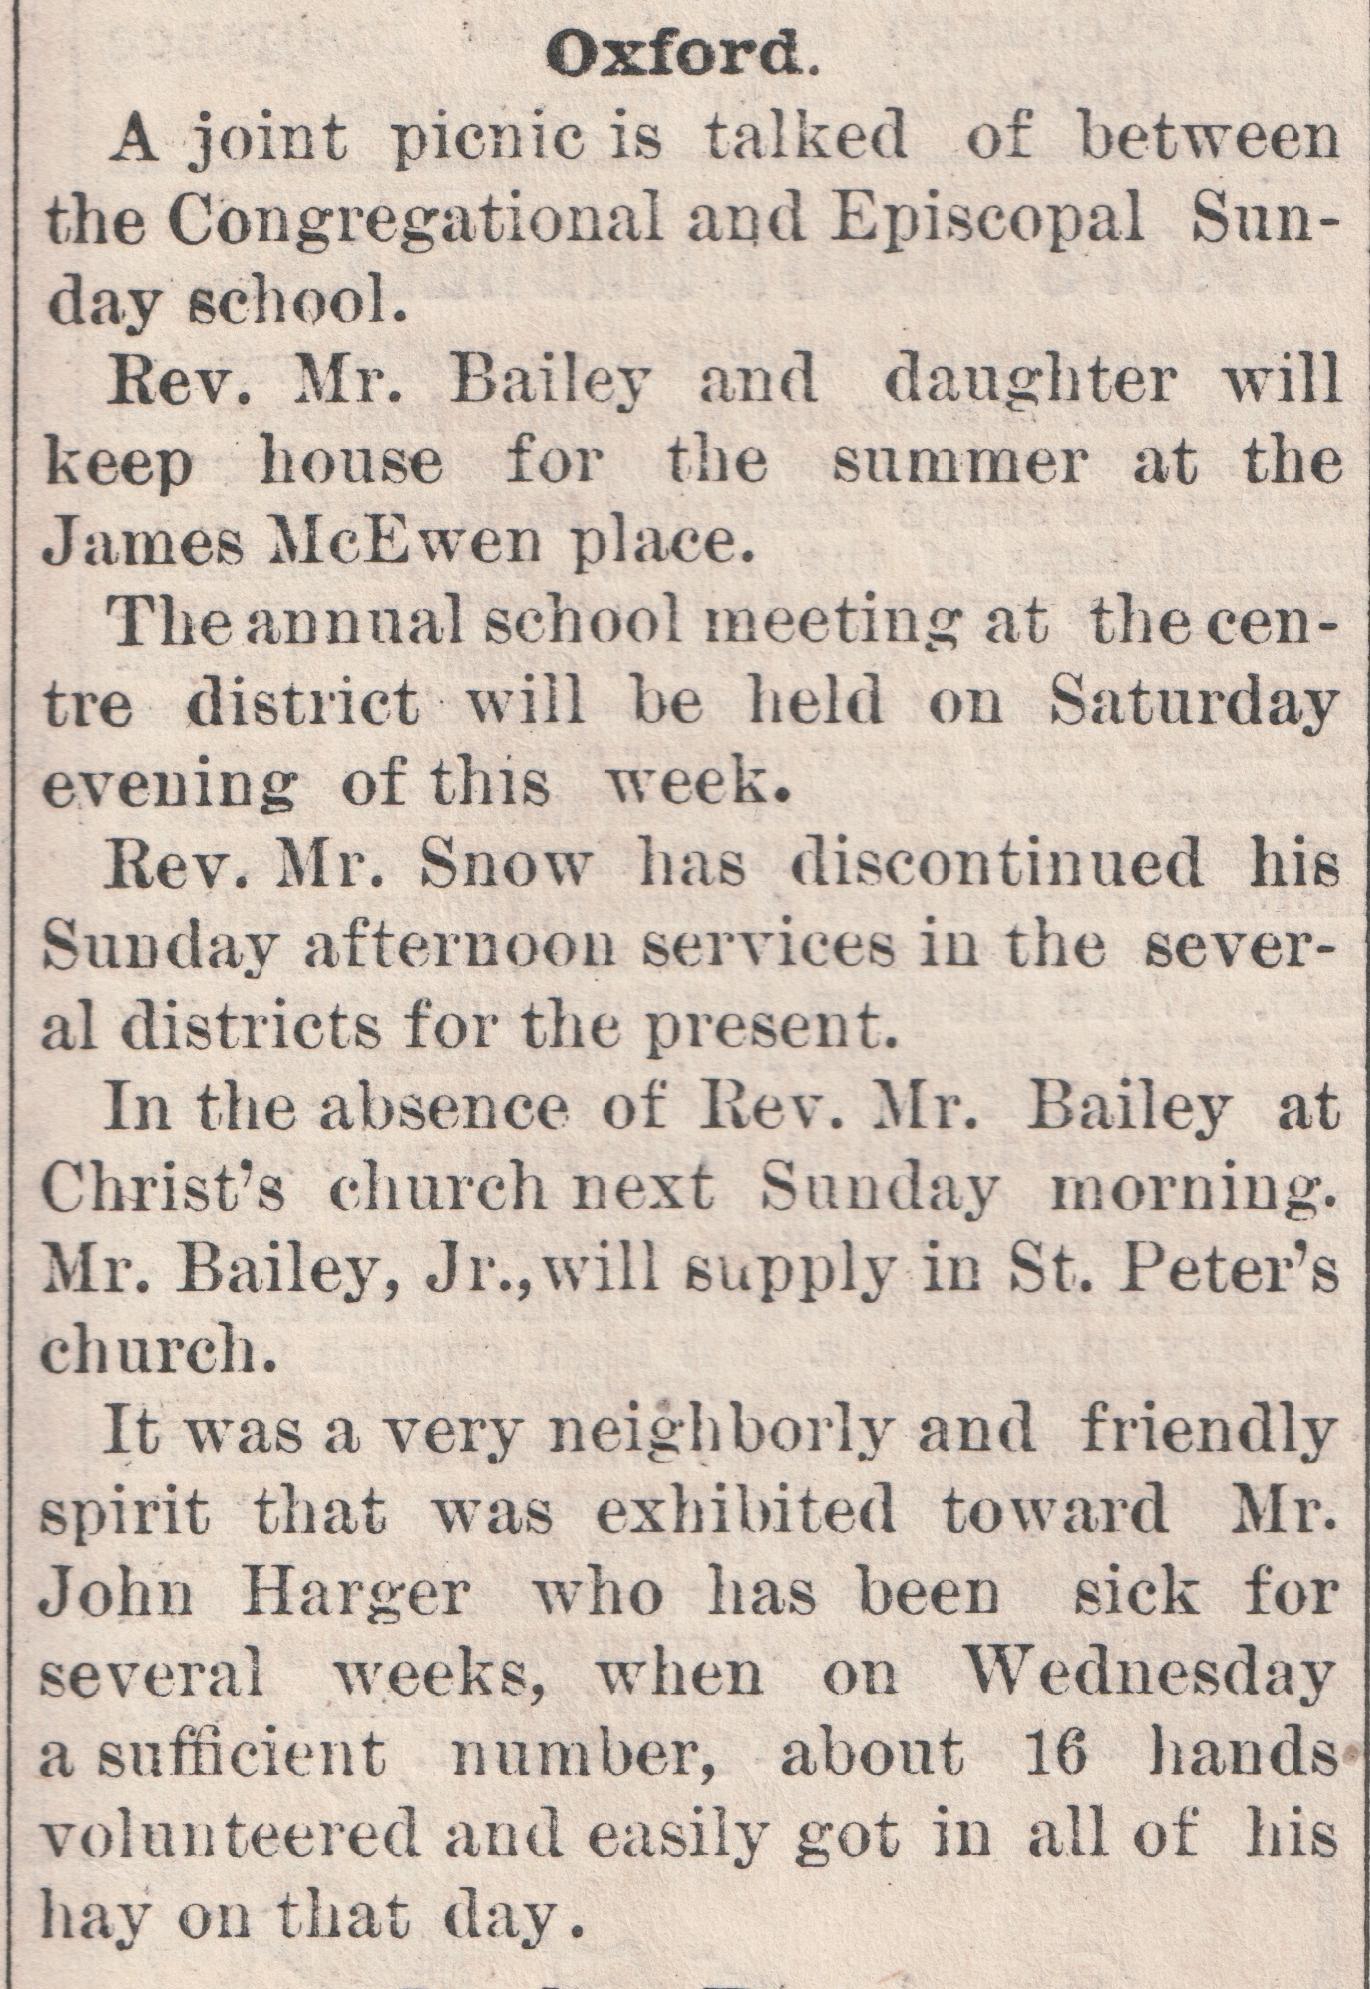 Oxford.
A joint picnic is talked of between
the Congregational and Episcopal Sun-
day school.
Rev. Mr. Bailey and daughter will
keep house for the summer at the
James McEwen place.
The annual school meeting at the cen-
tre district will be held on Saturday
evening of this week.
Rev. Mr. Snow has discontinued his
Sunday afternoon services in the sever-
al districts for the present.
In the absence of Rev. Mr. Bailey at
Christ's church next Sunday morning.
Mr. Bailey, Jr., will supply in St. Peter's
church.
It was a very neighborly and friendly
spirit that was exhibited toward Mr.
John Harger who has been sick for
several weeks, when on Wednesday
a sufficient number, about 16 hands
volunteered and easily got in all of his
hay on that day.